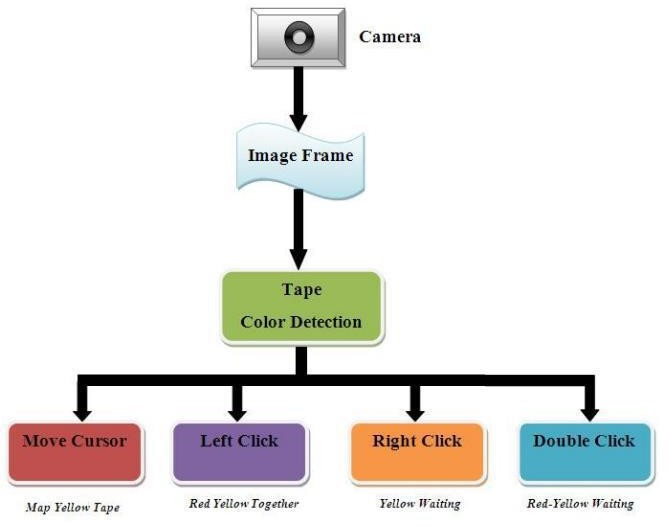 Camera
Image Frame
Tape
Color Detection
Move Cursor
Left Click
Right Click
Double Click
Map Yellow Tape
Red Yellow Together
Yellow Waiting
Red-Yellow Waiting